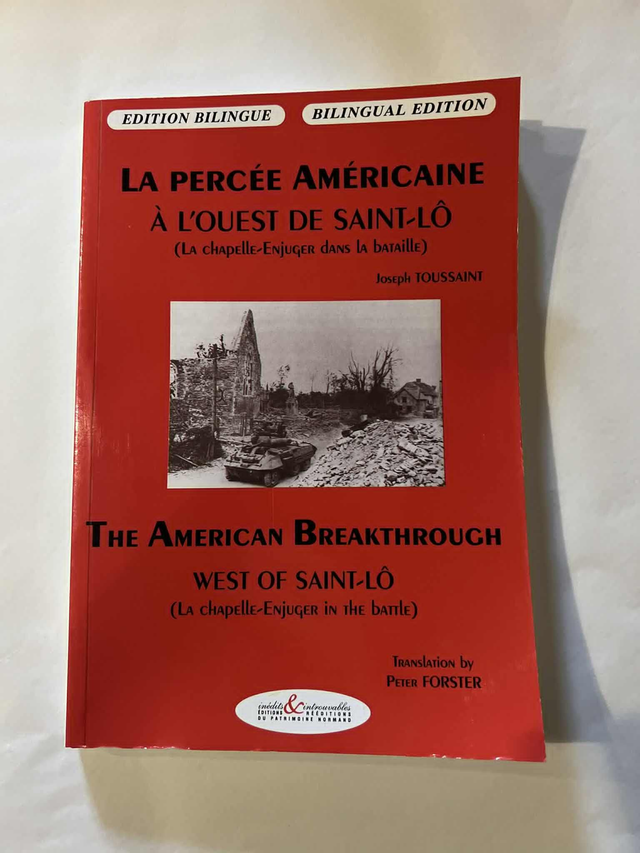 EDITION BILINGUE
BILINGUAL EDITION
LA PERCÉE AMÉRICAINE
À L'OUEST DE SAINT-LÔ
(LA CHAPELLE-ENJUGER DANS LA BATAILLE)
JOSEPH TOUSSAINT
THE AMERICAN BREAKTHROUGH
WEST OF SAINT-LÔ
(LA CHAPELLE-ENJUGER IN THE BATTLE)
TRANSLATION BY
PETER FORSTER
inédits & introuvables
ÉDITIONS & RÉÉDITIONS
DU PATRIMOINE NORMAND